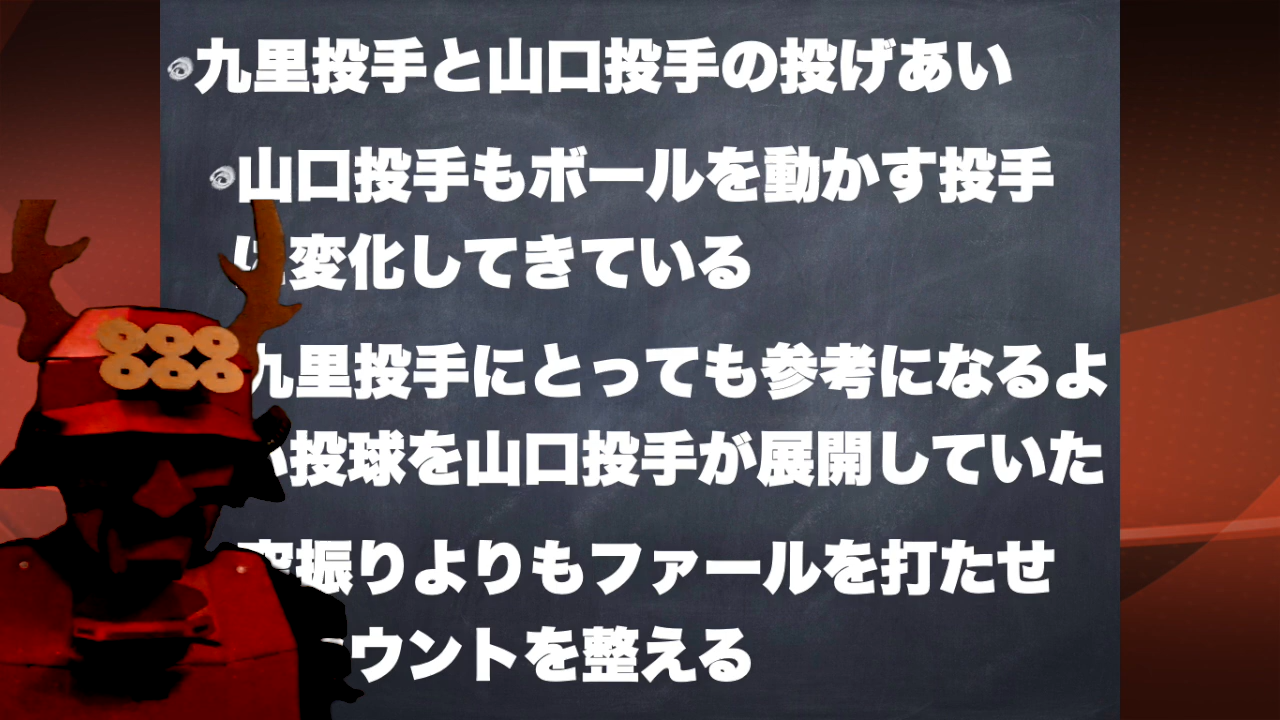 九里投手と山口投手の投げあい
山口投手もボールを動かす投手
に変化してきている
九里投手にとっても参考になるよ
う投球を山口投手が展開していた
空振りよりもファールを打たせ
カウントを整える